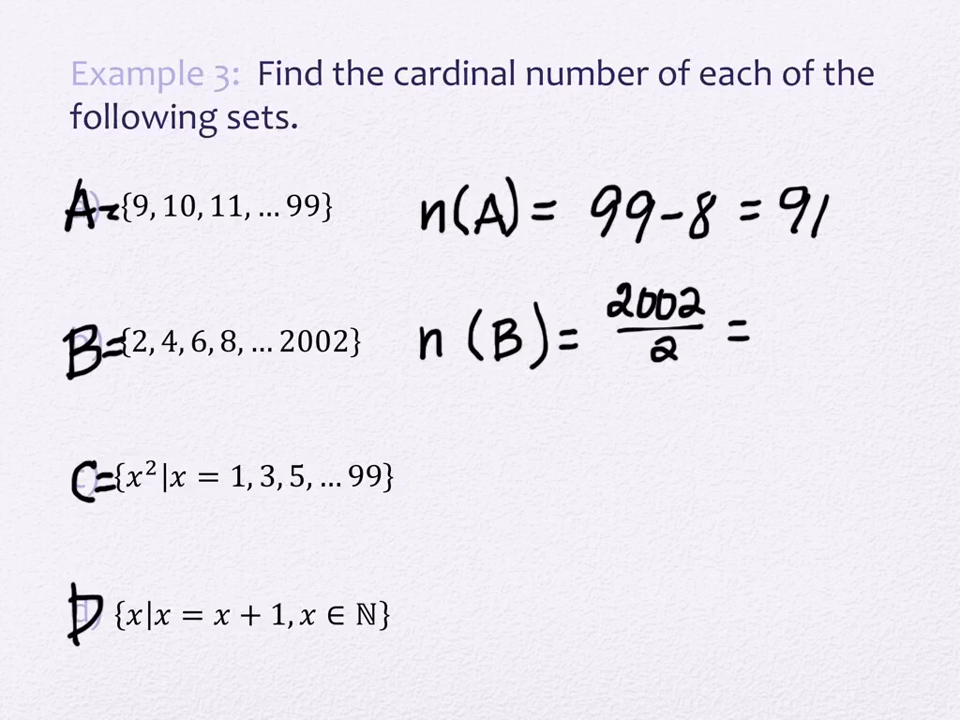 Example 3: Find the cardinal number of each of the
following sets.
A = {9, 10, 11, … 99} n(A) = 99 - 8 = 91
B = {2, 4, 6, 8, … 2002} n(B) = 2002/2 =
C = {x²|x = 1, 3, 5, … 99}
D {x|x = x + 1, x ∈ ℕ}